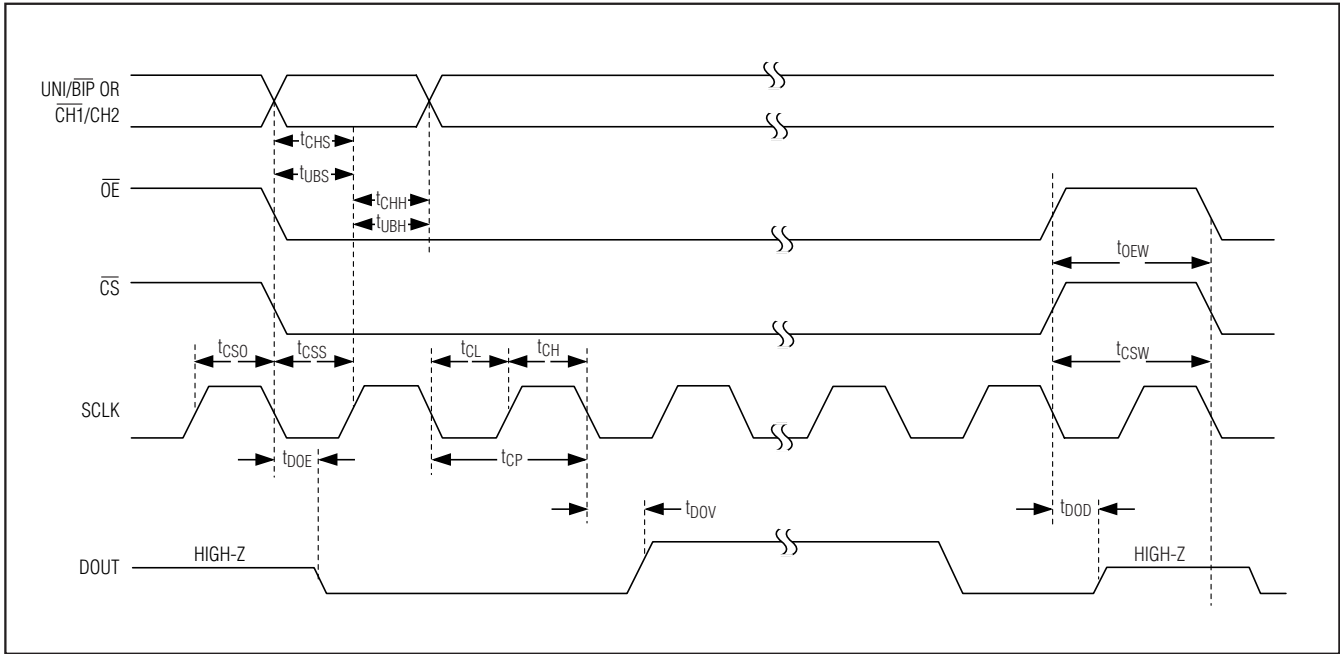 UNI/BIP OR
CH1/CH2
tCHS
tUBS
OE
tCHH
tUBH
tOEW
CS
tCSO
tCSS
tCL
tCH
tCSW
SCLK
tDOE
tCP
tDOV
tDOD
DOUT
HIGH-Z
HIGH-Z